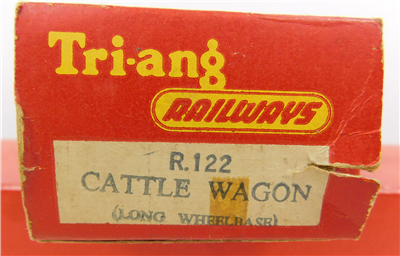 Tri-ang
RAILWAYS
R.122
CATTLE WAGON
(LONG WHEELBASE)